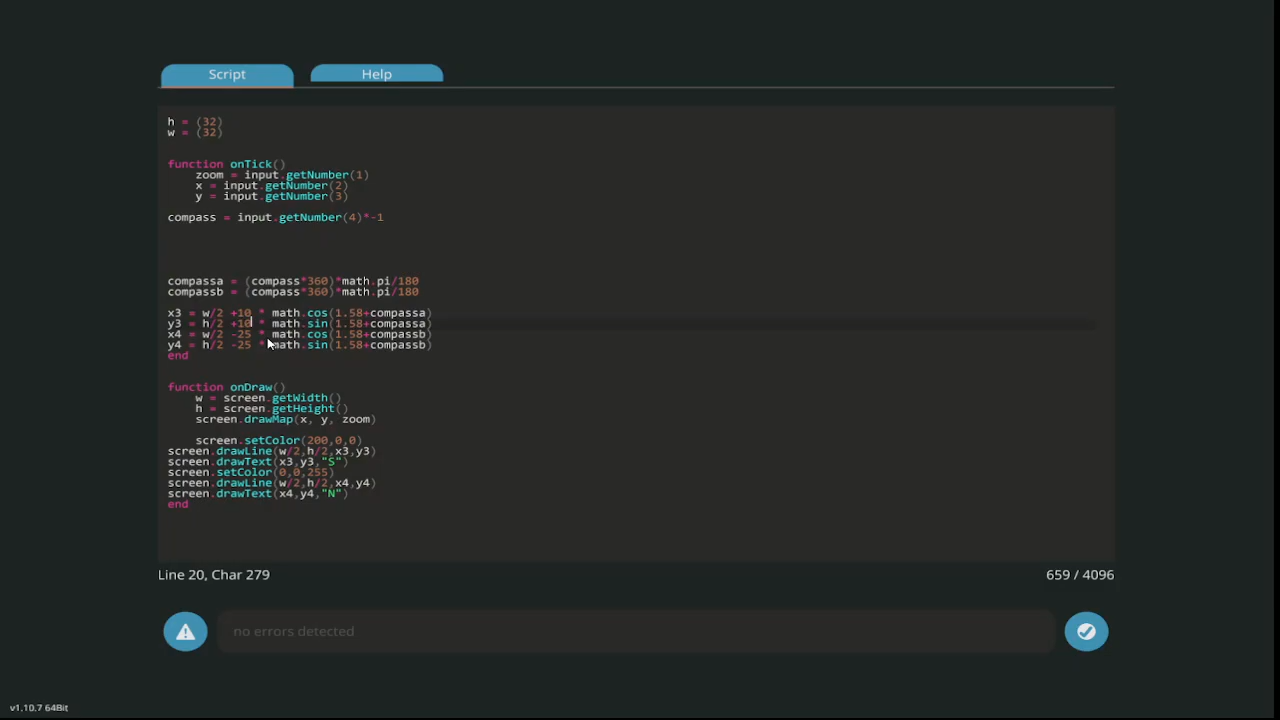 Script
Help
h = (32)
w = (32)
function onTick()
zoom = input.getNumber(1)
x = input.getNumber(2)
y = input.getNumber(3)
compass = input.getNumber(4)*-1
compassa = (compass*360)*math.pi/180
compassb = (compass*360)*math.pi/180
x3 = w/2 +10 * math.cos(1.58+compassa)
y3 = h/2 +10 * math.sin(1.58+compassa)
x4 = w/2 -25 * math.cos(1.58+compassb)
y4 = h/2 -25 * math.sin(1.58+compassb)
end
function onDraw()
w = screen.getWidth()
h = screen.getHeight()
screen.drawMap(x, y, zoom)
screen.setColor(200,0,0)
screen.drawLine(w/2,h/2,x3,y3)
screen.drawText(x3,y3,"S")
screen.setColor(0,0,255)
screen.drawLine(w/2,h/2,x4,y4)
screen.drawText(x4,y4,"N")
end
Line 20, Char 279
659 / 4096
no errors detected
v1.10.7 64Bit